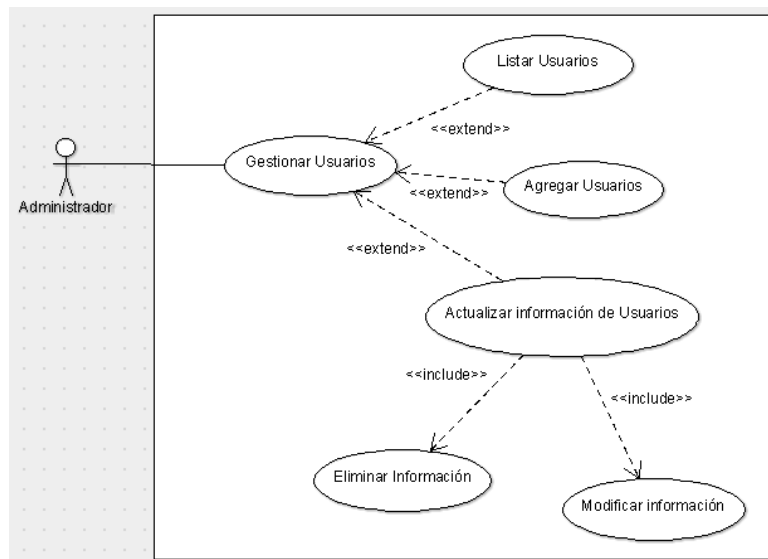 Listar Usuarios
<<extend>>
Gestionar Usuarios
Administrador
<<extend>>
Agregar Usuarios
<<extend>>
Actualizar información de Usuarios
<<include>>
<<include>>
Eliminar Información
Modificar información